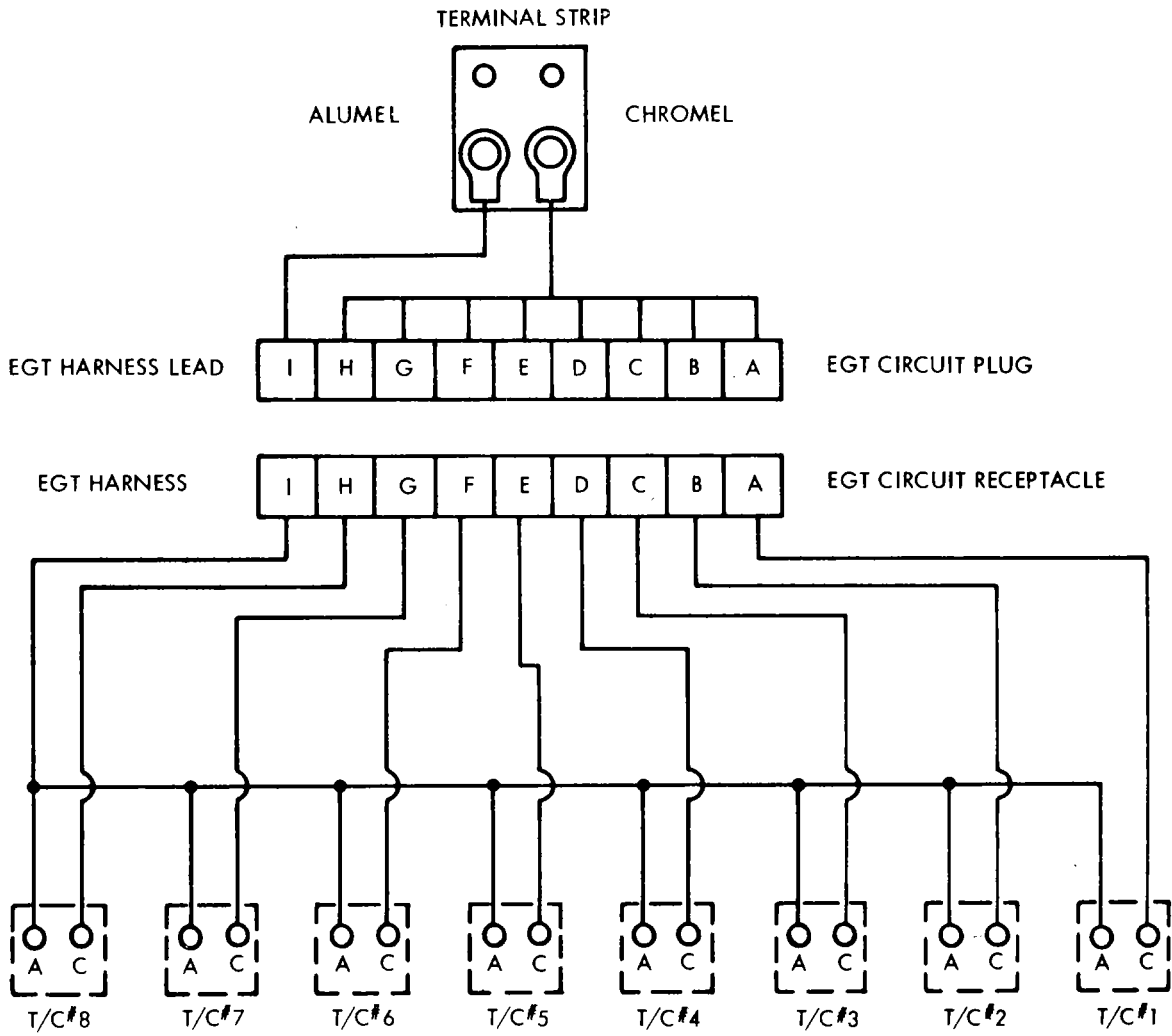 TERMINAL STRIP
ALUMEL
CHROMEL
EGT HARNESS LEAD
I H G F E D C B A
EGT CIRCUIT PLUG
EGT HARNESS
I H G F E D C B A
EGT CIRCUIT RECEPTACLE
A C A C A C A C A C A C A C A C
T/C#8 T/C#7 T/C#6 T/C#5 T/C#4 T/C#3 T/C#2 T/C#1